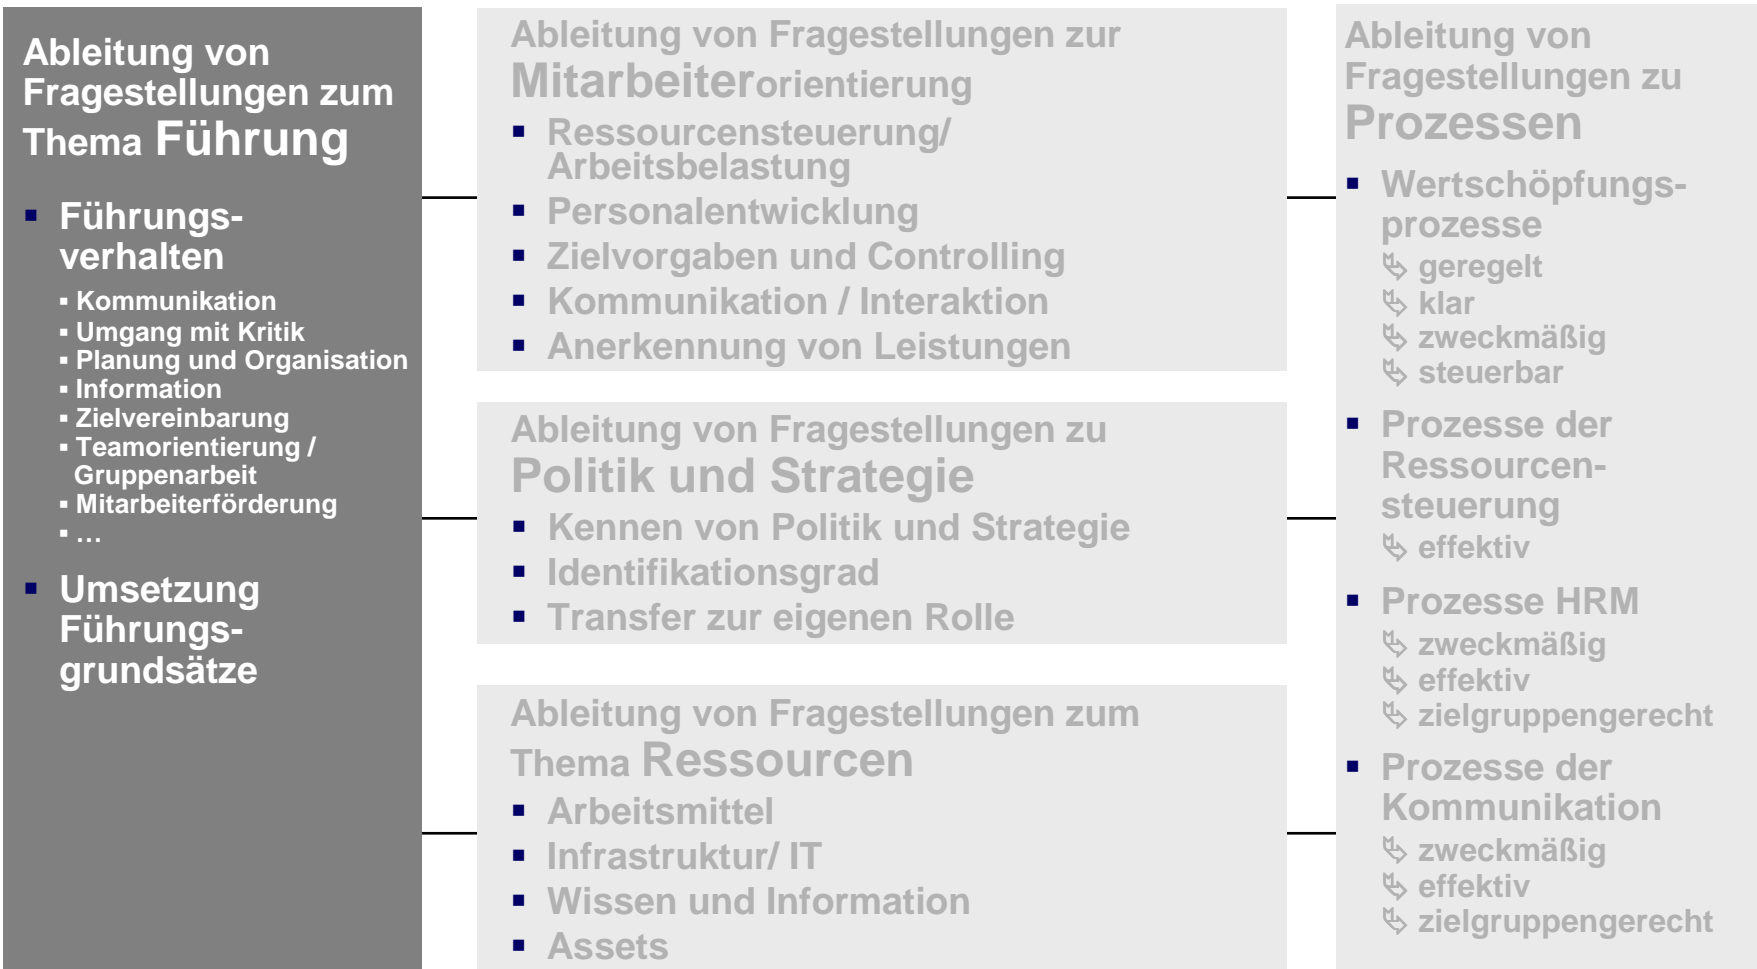 Ableitung von
Fragestellungen zum
Thema Führung
▪ Führungs-
verhalten
▪ Kommunikation
▪ Umgang mit Kritik
▪ Planung und Organisation
▪ Information
▪ Zielvereinbarung
▪ Teamorientierung /
Gruppenarbeit
▪ Mitarbeiterförderung
▪ …
▪ Umsetzung
Führungs-
grundsätze
Ableitung von Fragestellungen zur
Mitarbeiterorientierung
▪ Ressourcensteuerung/
Arbeitsbelastung
▪ Personalentwicklung
▪ Zielvorgaben und Controlling
▪ Kommunikation / Interaktion
▪ Anerkennung von Leistungen
Ableitung von Fragestellungen zu
Politik und Strategie
▪ Kennen von Politik und Strategie
▪ Identifikationsgrad
▪ Transfer zur eigenen Rolle
Ableitung von Fragestellungen zum
Thema Ressourcen
▪ Arbeitsmittel
▪ Infrastruktur/ IT
▪ Wissen und Information
▪ Assets
Ableitung von
Fragestellungen zu
Prozessen
▪ Wertschöpfungs-
prozesse
↳ geregelt
↳ klar
↳ zweckmäßig
↳ steuerbar
▪ Prozesse der
Ressourcen-
steuerung
↳ effektiv
▪ Prozesse HRM
↳ zweckmäßig
↳ effektiv
↳ zielgruppengerecht
▪ Prozesse der
Kommunikation
↳ zweckmäßig
↳ effektiv
↳ zielgruppengerecht